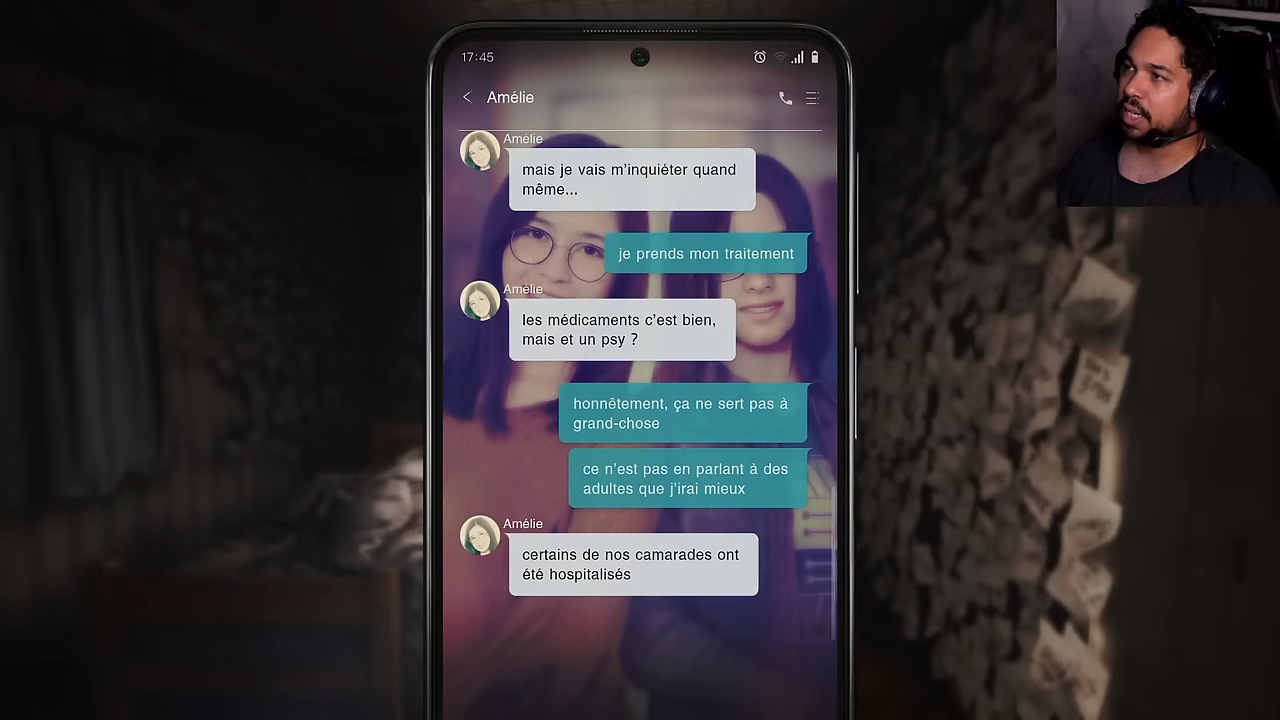 17:45
Amélie
Amélie
mais je vais m'inquiéter quand
même...
je prends mon traitement
Amélie
les médicaments c'est bien,
mais et un psy ?
honnêtement, ça ne sert pas à
grand-chose
ce n'est pas en parlant à des
adultes que j'irai mieux
Amélie
certains de nos camarades ont
été hospitalisés